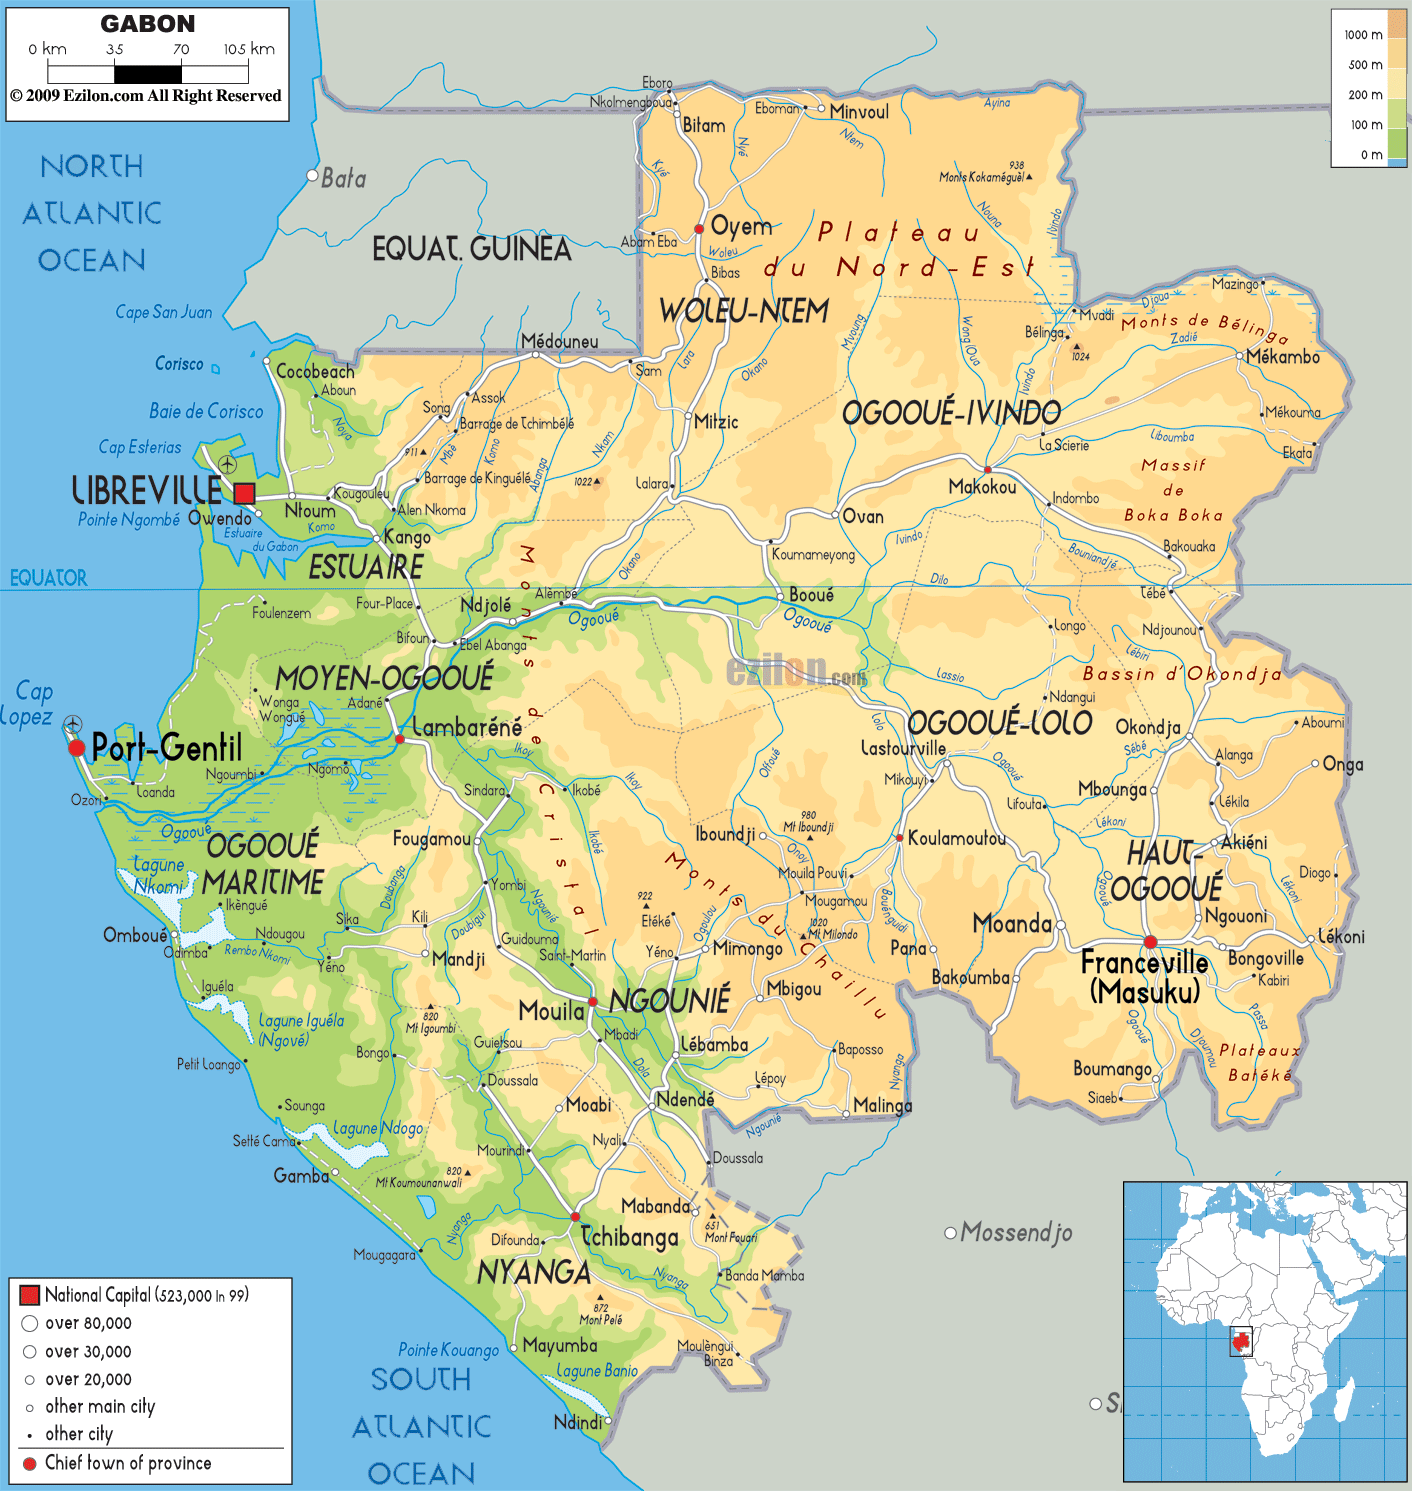 GABON
0 km 35 70 105 km
© 2009 Ezilon.com All Right Reserved
1000 m
500 m
200 m
100 m
0 m
NORTH
ATLANTIC
OCEAN
Bata
EQUAT. GUINEA
Cape San Juan
Corisco
Baie de Corisco
Cap Esterias
LIBREVILLE
Pointe Ngombé
Owendo
Estuaire
du Gabon
EQUATOR
Eboro
Nkolmengboua
Bitam
Eboman
Minvoul
Ayina
Ntem
Nyé
Kyé
938
Monts Kokaméguèl
Nouna
Ivindo
Abam Eba
Oyem
Woleu
Bibas
Plateau
du Nord-Est
WOLEU-NTEM
Mazingo
Djoua
Mvadi
Monts de Bélinga
Bélinga
1024
Zadié
Mékambo
Mvoung
Wong/Oua
Ivindo
Médouneu
Sam
Lara
Okano
Cocobeach
Aboun
Noya
Song
Assok
Barrage de Tchimbélé
Mitzic
OGOOUÉ-IVINDO
Mékouma
La Scierie
Liboumba
Ekata
911
Mbè
Komo
Barrage de Kinguélé
Abanga
Nkam
1022
Lalara
Makokou
Massif
de
Boka Boka
Kougouleu
Ntoum
Alen Nkoma
Komo
Kango
Ovan
Indombo
ESTUAIRE
Koumameyong
Ivindo
Bouniandjé
Bakouaka
Okano
Dilo
Tébé
Foulenzem
Four-Place
Ndjolé
Alèmbé
Ogooué
Booué
Ogooué
Bifoun
Ebel Abanga
Longo
Ndjounou
Lébiri
MOYEN-OGOOUÉ
ezilon.com
Lassio
Bassin d'Okondja
Wonga
Wongué
Adané
Ndangui
Cap
Lopez
Port-Gentil
Lambaréné
Monts de Cristal
Ikoy
Lolo
OGOOUÉ-LOLO
Lastourville
Okondja
Aboumi
Sébé
Alanga
Onga
Ngoumbi
Ngomo
Ozori
Loanda
Sindara
Ikobé
Ikoy
Offoué
Mikouyi
Ogooué
Lifouta
Mbounga
Lékila
Ogooué
OGOOUÉ
MARITIME
Fougamou
Ikobé
Iboundji
980
Mt Iboundji
Onoy
Koulamoutou
Lékoni
Akiéni
HAUT-
OGOOUÉ
Lagune
Nkomi
Doubanga
Yombi
Monts du Chaillu
Mouila Pouvi
Bouénguidi
Ogooué
Lékoni
Diogo
Ikèngué
Sika
Kili
Ngounié
922
Etéké
Ogoulou
Mougamou
1020
Mt Milondo
Moanda
Ngouoni
Omboué
Odimba
Ndougou
Rembo Nkomi
Yéno
Mandji
Doubigui
Guidouma
Saint-Martin
Yéno
Mimongo
Pana
Franceville
(Masuku)
Bongoville
Lékoni
Kabiri
Bakoumba
Iguéla
Lagune Iguéla
(Ngové)
820
Mt Igoumbi
Mouila
NGOUNIÉ
Mbigou
Ogooué
Passa
Djoumou
Petit Loango
Bongo
Guietsou
Mbadi
Lébamba
Baposso
Nyanga
Plateaux
Batéké
Doussala
Dola
Lépoy
Boumango
Siaeb
Sounga
Moabi
Ndendé
Malinga
Ngounié
Setté Cama
Lagune Ndogo
Mourindi
Nyali
Doussala
Gamba
820
Mt Koumounanwali
Mabanda
651
Mont Fouari
Mossendjo
Mougagara
Nyanga
Difounda
Tchibanga
NYANGA
Nyanga
Banda Mamba
872
Mont Pelé
Pointe Kouango
Mayumba
Moulèngui
Binza
Lagune Banio
Ndindi
SOUTH
ATLANTIC
OCEAN
National Capital (523,000 In 99)
over 80,000
over 30,000
over 20,000
other main city
other city
Chief town of province